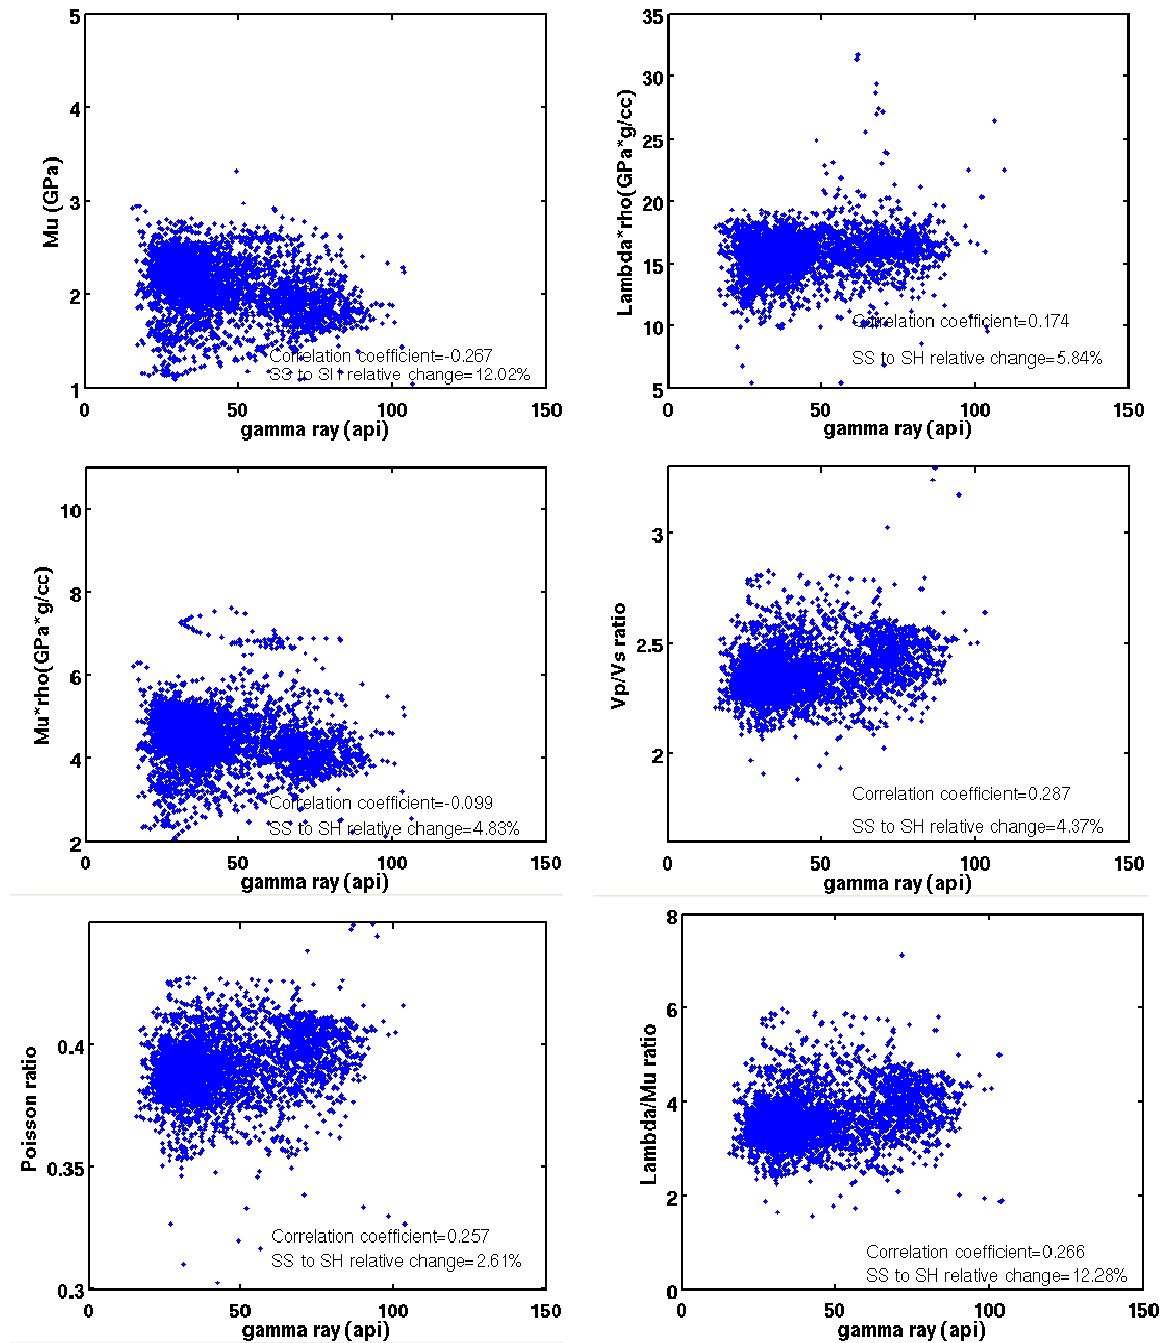 5
4
3
2
1
Mu (GPa)
Correlation coefficient=-0.267
SS to SH relative change=12.02%
0 50 100 150
gamma ray (api)
35
30
25
20
15
10
5
Lambda*rho(GPa*g/cc)
Correlation coefficient=0.174
SS to SH relative change=5.84%
0 50 100 150
gamma ray (api)
10
8
6
4
2
Mu*rho(GPa*g/cc)
Correlation coefficient=-0.099
SS to SH relative change=4.83%
0 50 100 150
gamma ray (api)
3
2.5
2
Vp/Vs ratio
Correlation coefficient=0.287
SS to SH relative change=4.37%
0 50 100 150
gamma ray (api)
0.4
0.35
0.3
Poisson ratio
Correlation coefficient=0.257
SS to SH relative change=2.61%
0 50 100 150
gamma ray (api)
8
6
4
2
0
Lambda/Mu ratio
Correlation coefficient=0.266
SS to SH relative change=12.28%
0 50 100 150
gamma ray (api)